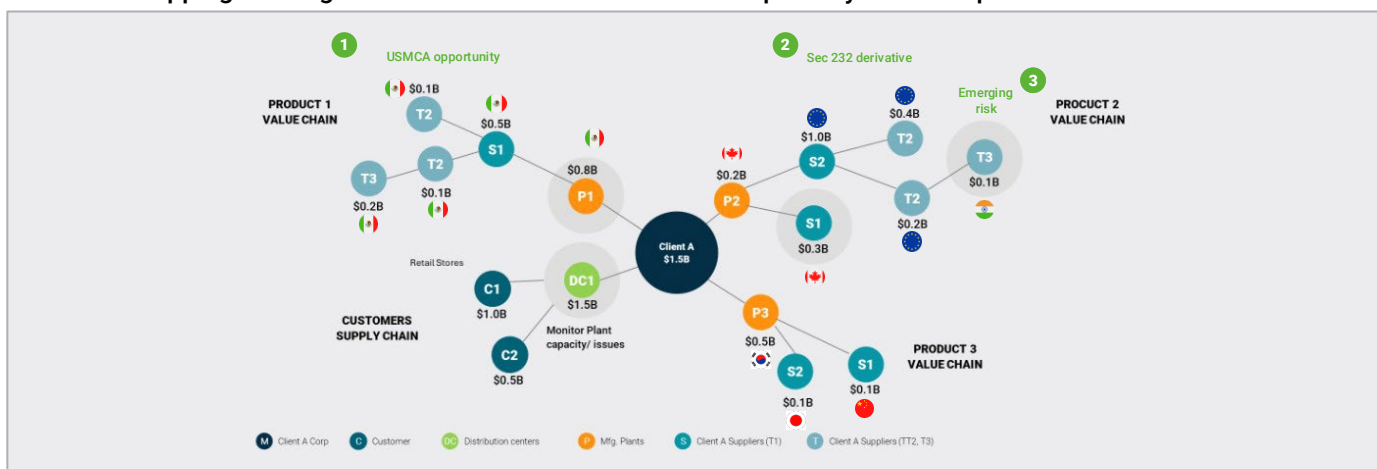 1
USMCA opportunity
2
Sec 232 derivative
3
Emerging
risk
PRODUCT 1
VALUE CHAIN
PROCUCT 2
VALUE CHAIN
$0.1B
T2
$0.5B
S1
T2
$0.1B
T3
$0.2B
$0.8B
P1
$0.2B
P2
$1.0B
S2
$0.4B
T2
T3
$0.1B
T2
$0.2B
S1
$0.3B
Client A
$1.5B
Retail Stores
C1
$1.0B
DC1
$1.5B
CUSTOMERS
SUPPLY CHAIN
Monitor Plant
capacity/ issues
C2
$0.5B
P3
$0.5B
S2
$0.1B
S1
$0.1B
PRODUCT 3
VALUE CHAIN
M Client A Corp
C Customer
DC Distribution centers
P Mfg. Plants
S Client A Suppliers (T1)
T Client A Suppliers (TT2, T3)